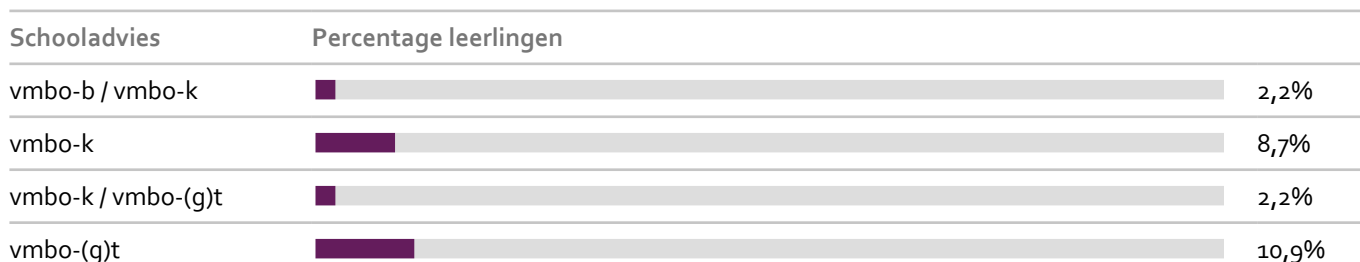 Schooladvies Percentage leerlingen
vmbo-b / vmbo-k 2,2%
vmbo-k 8,7%
vmbo-k / vmbo-(g)t 2,2%
vmbo-(g)t 10,9%